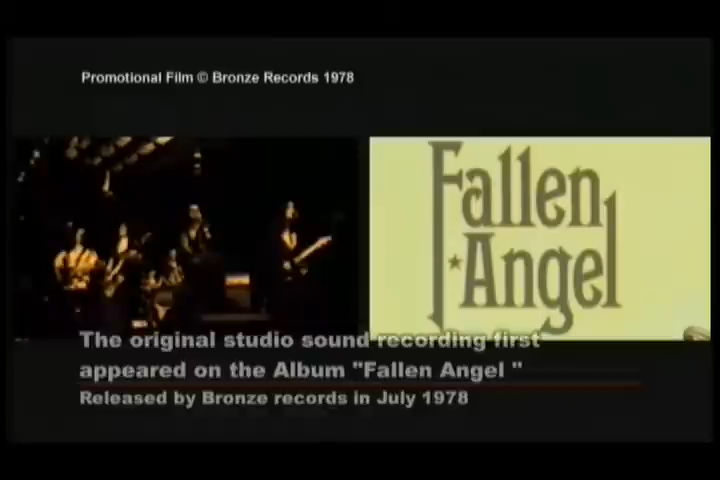 Promotional Film © Bronze Records 1978
Fallen
Angel
The original studio sound recording first
appeared on the Album "Fallen Angel "
Released by Bronze records in July 1978